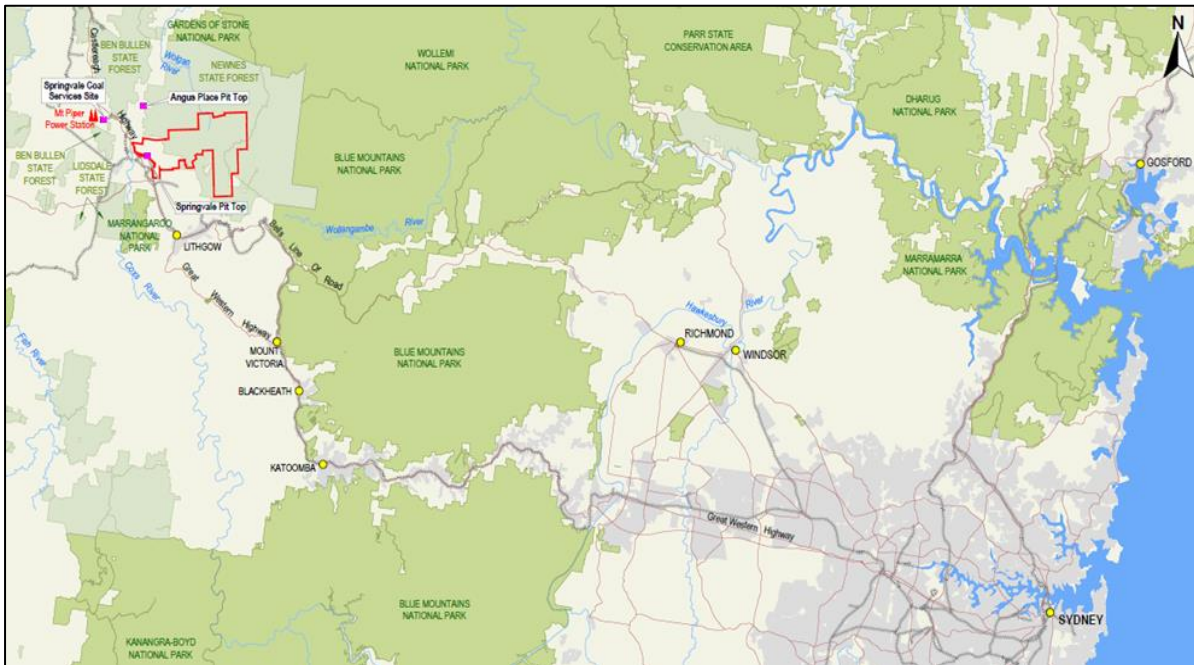 GARDENS OF STONE
NATIONAL PARK
BEN BULLEN
STATE
FOREST
Castlereagh
Highway
Wolgan
River
NEWNES
STATE FOREST
WOLLEMI
NATIONAL PARK
PARR STATE
CONSERVATION AREA
N
DHARUG
NATIONAL PARK
Springvale Coal
Services Site
Angus Place Pit Top
Mt Piper
Power Station
BEN BULLEN
STATE
FOREST
LIDSDALE
STATE
FOREST
BLUE MOUNTAINS
NATIONAL PARK
GOSFORD
Springvale Pit Top
MARRANGAROO
NATIONAL
PARK
LITHGOW
Wollangambe River
Bells Line Of Road
MARRAMARRA
NATIONAL PARK
Coxs River
Great Western Highway
Fish River
Hawkesbury River
RICHMOND
WINDSOR
MOUNT
VICTORIA
BLUE MOUNTAINS
NATIONAL PARK
BLACKHEATH
KATOOMBA
Great Western Highway
BLUE MOUNTAINS
NATIONAL PARK
SYDNEY
KANANGRA-BOYD
NATIONAL PARK